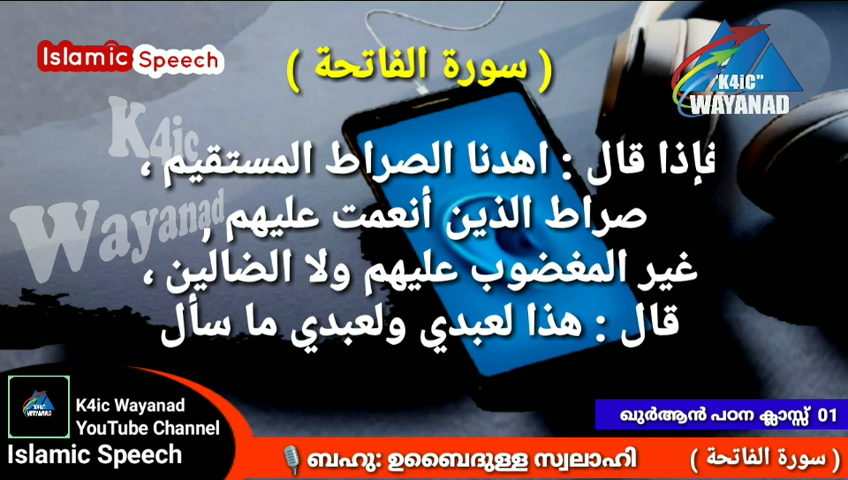 Islamic Speech
( سورة الفاتحة )
"K4iC"
WAYANAD
K4ic
Wayanad
فإذا قال : اهدنا الصراط المستقيم ،
صراط الذين أنعمت عليهم ,
غير المغضوب عليهم ولا الضالين ،
قال : هذا لعبدي ولعبدي ما سأل
K4ic Wayanad
YouTube Channel
Islamic Speech
ഖുർആൻ പഠന ക്ലാസ്സ് 01
ബഹു: ഉബൈദുള്ള സ്വലാഹി ( سورة الفاتحة )